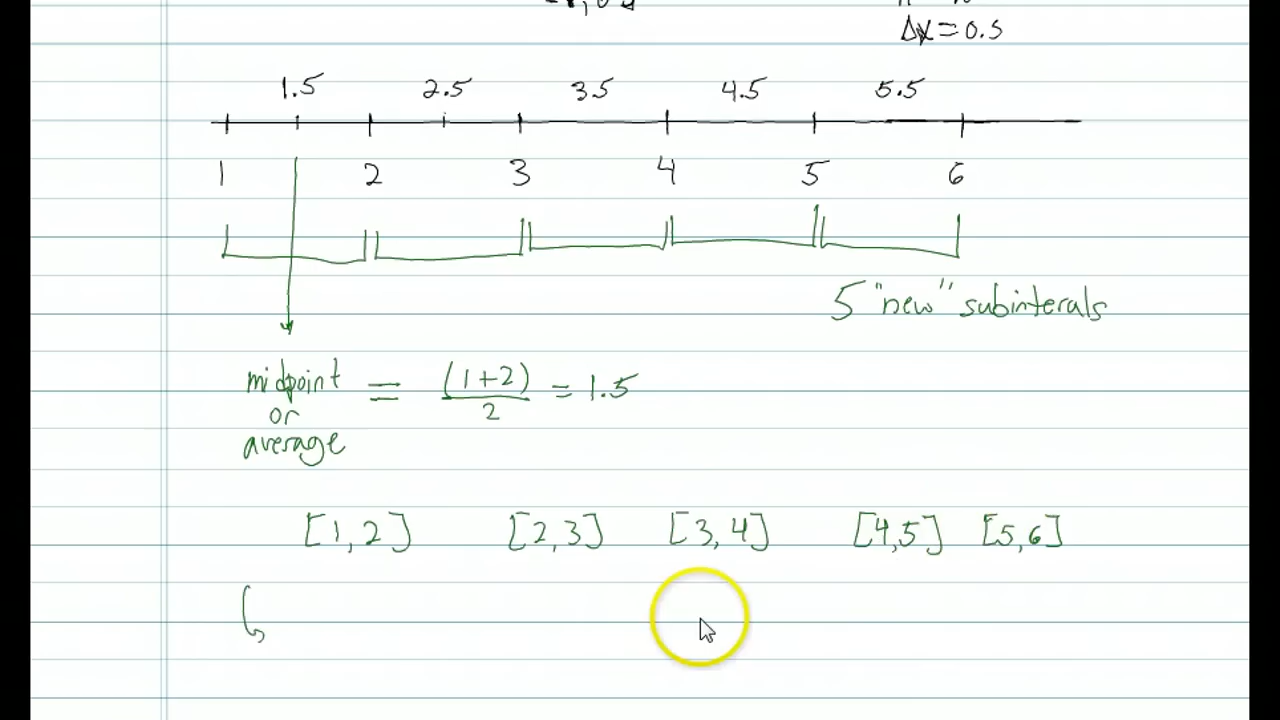 Δx = 0.5
1.5 2.5 3.5 4.5 5.5
1 2 3 4 5 6
5 "new" subinterals
midpoint = (1+2)/2 = 1.5
or
average
[1,2] [2,3] [3,4] [4,5] [5,6]